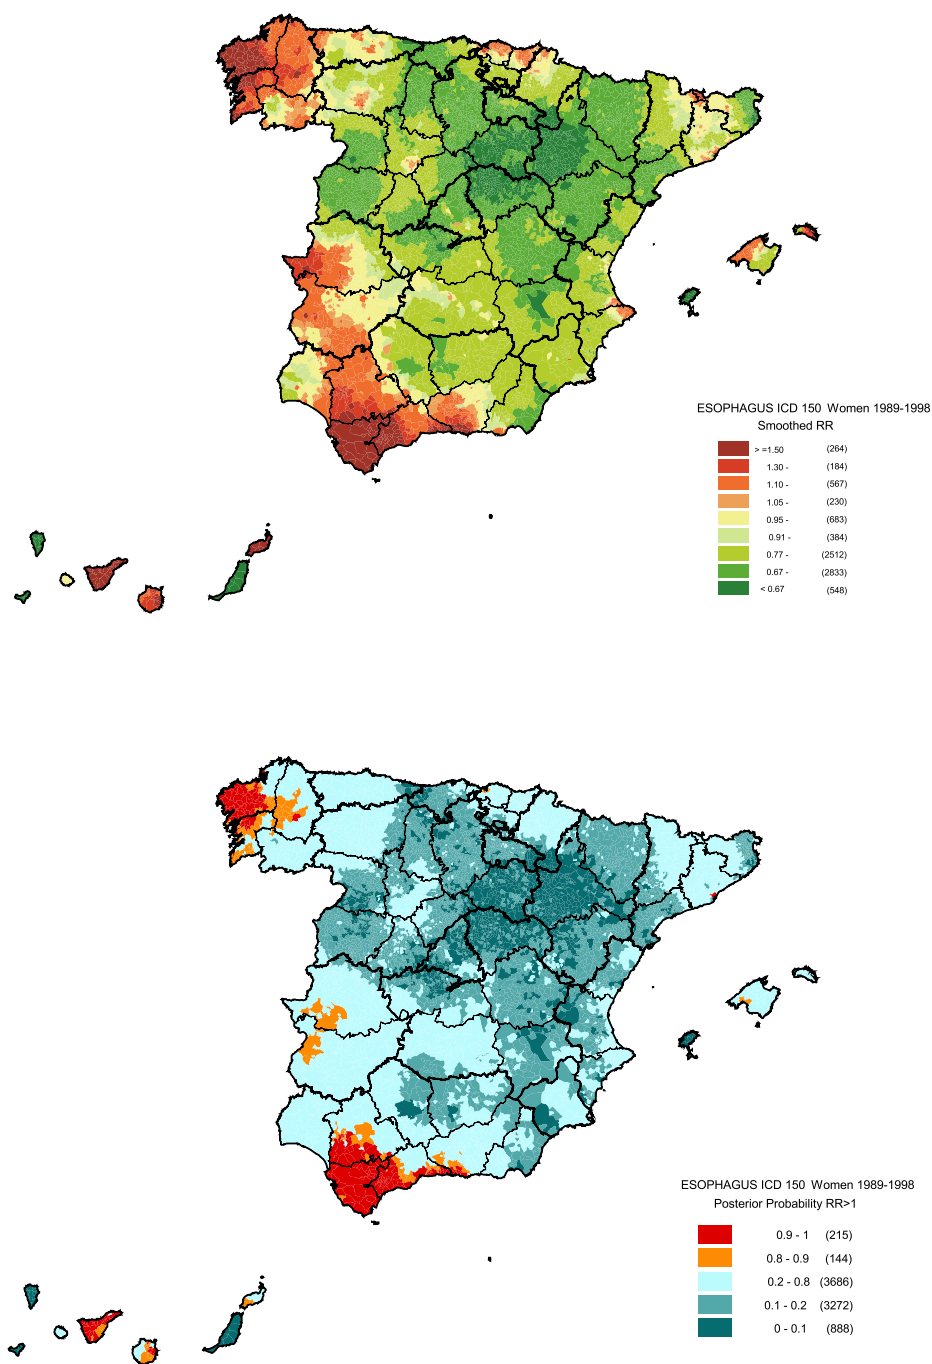 ESOPHAGUS ICD 150 Women 1989-1998
Smoothed RR
> =1.50 (264)
1.30 - (184)
1.10 - (567)
1.05 - (230)
0.95 - (683)
0.91 - (384)
0.77 - (2512)
0.67 - (2833)
< 0.67 (548)
ESOPHAGUS ICD 150 Women 1989-1998
Posterior Probability RR>1
0.9 - 1 (215)
0.8 - 0.9 (144)
0.2 - 0.8 (3686)
0.1 - 0.2 (3272)
0 - 0.1 (888)